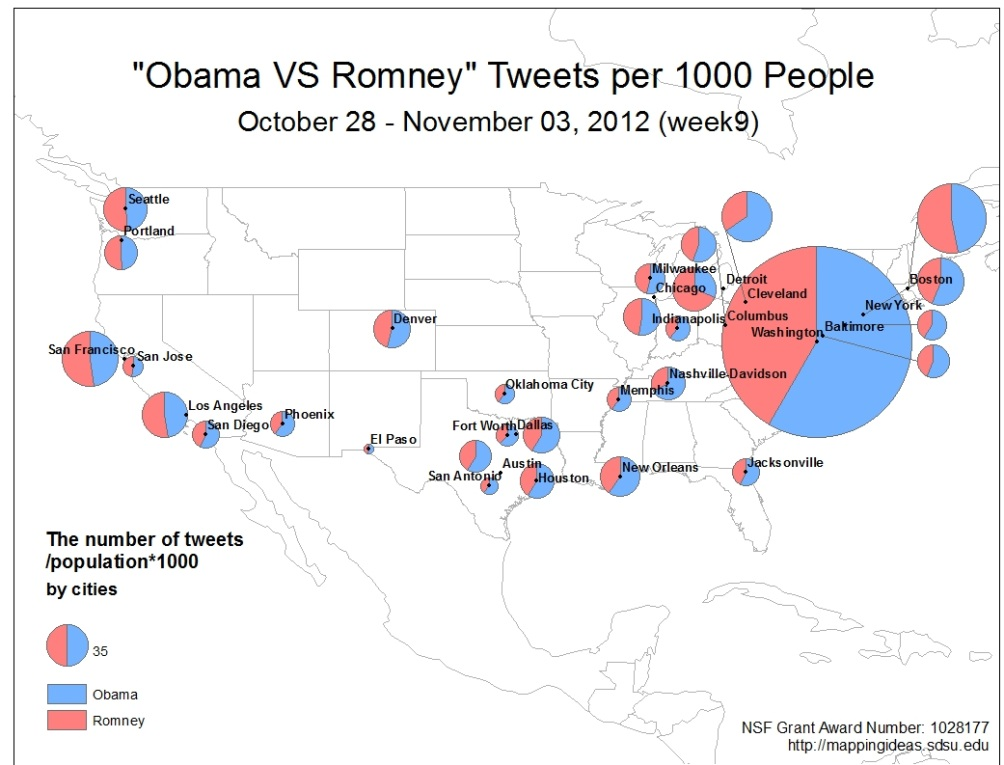 "Obama VS Romney" Tweets per 1000 People
October 28 - November 03, 2012 (week9)
Seattle
Portland
Milwaukee
Detroit
Boston
Chicago
Cleveland
New York
Denver
Indianapolis
Columbus
Washington
Baltimore
San Francisco
San Jose
Nashville-Davidson
Oklahoma City
Memphis
Los Angeles
Phoenix
San Diego
Fort Worth
Dallas
El Paso
Austin
Jacksonville
San Antonio
Houston
New Orleans
The number of tweets
/population*1000
by cities
35
Obama
Romney
NSF Grant Award Number: 1028177
http://mappingideas.sdsu.edu